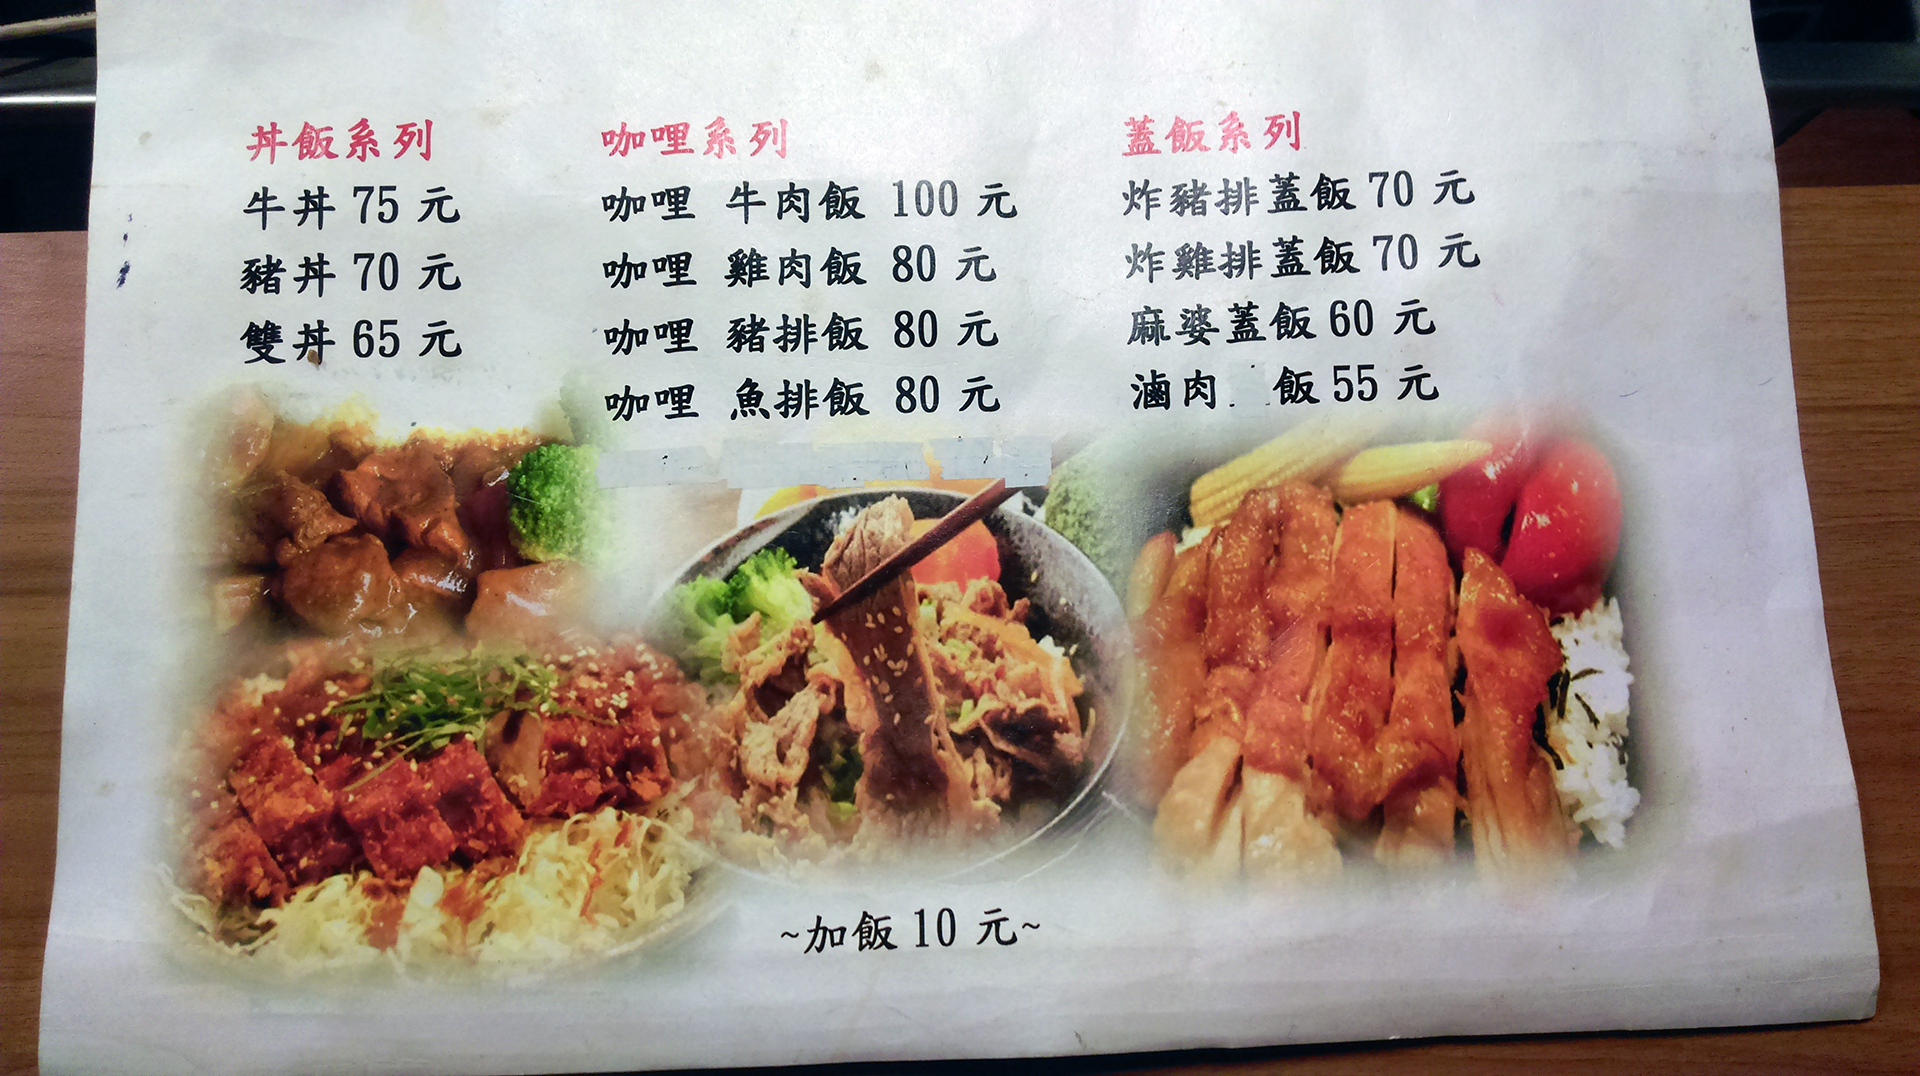 丼飯系列
牛丼 75 元
豬丼 70 元
雙丼 65 元
咖哩系列
咖哩 牛肉飯 100 元
咖哩 雞肉飯 80 元
咖哩 豬排飯 80 元
咖哩 魚排飯 80 元
蓋飯系列
炸豬排蓋飯 70 元
炸雞排蓋飯 70 元
麻婆蓋飯 60 元
滷肉 飯 55 元
~加飯 10 元~